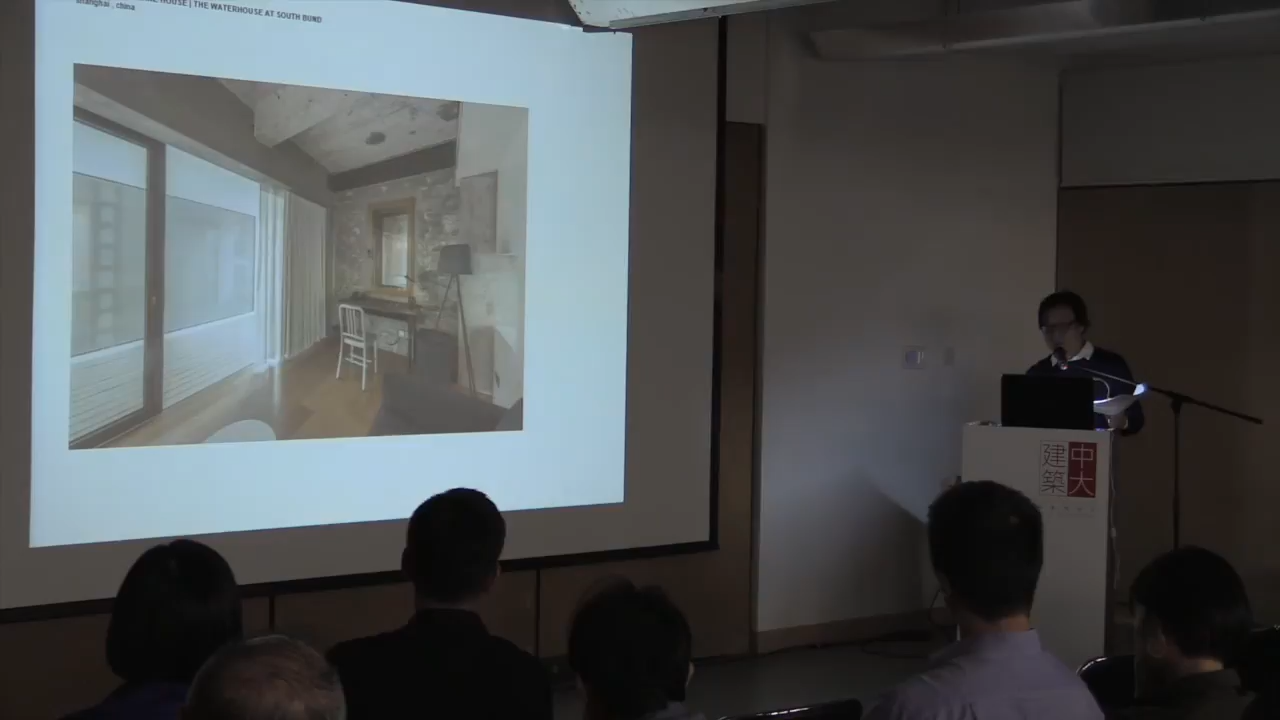 HOUSE | THE WATERHOUSE AT SOUTH BUND
shanghai , china
建 中
築 大